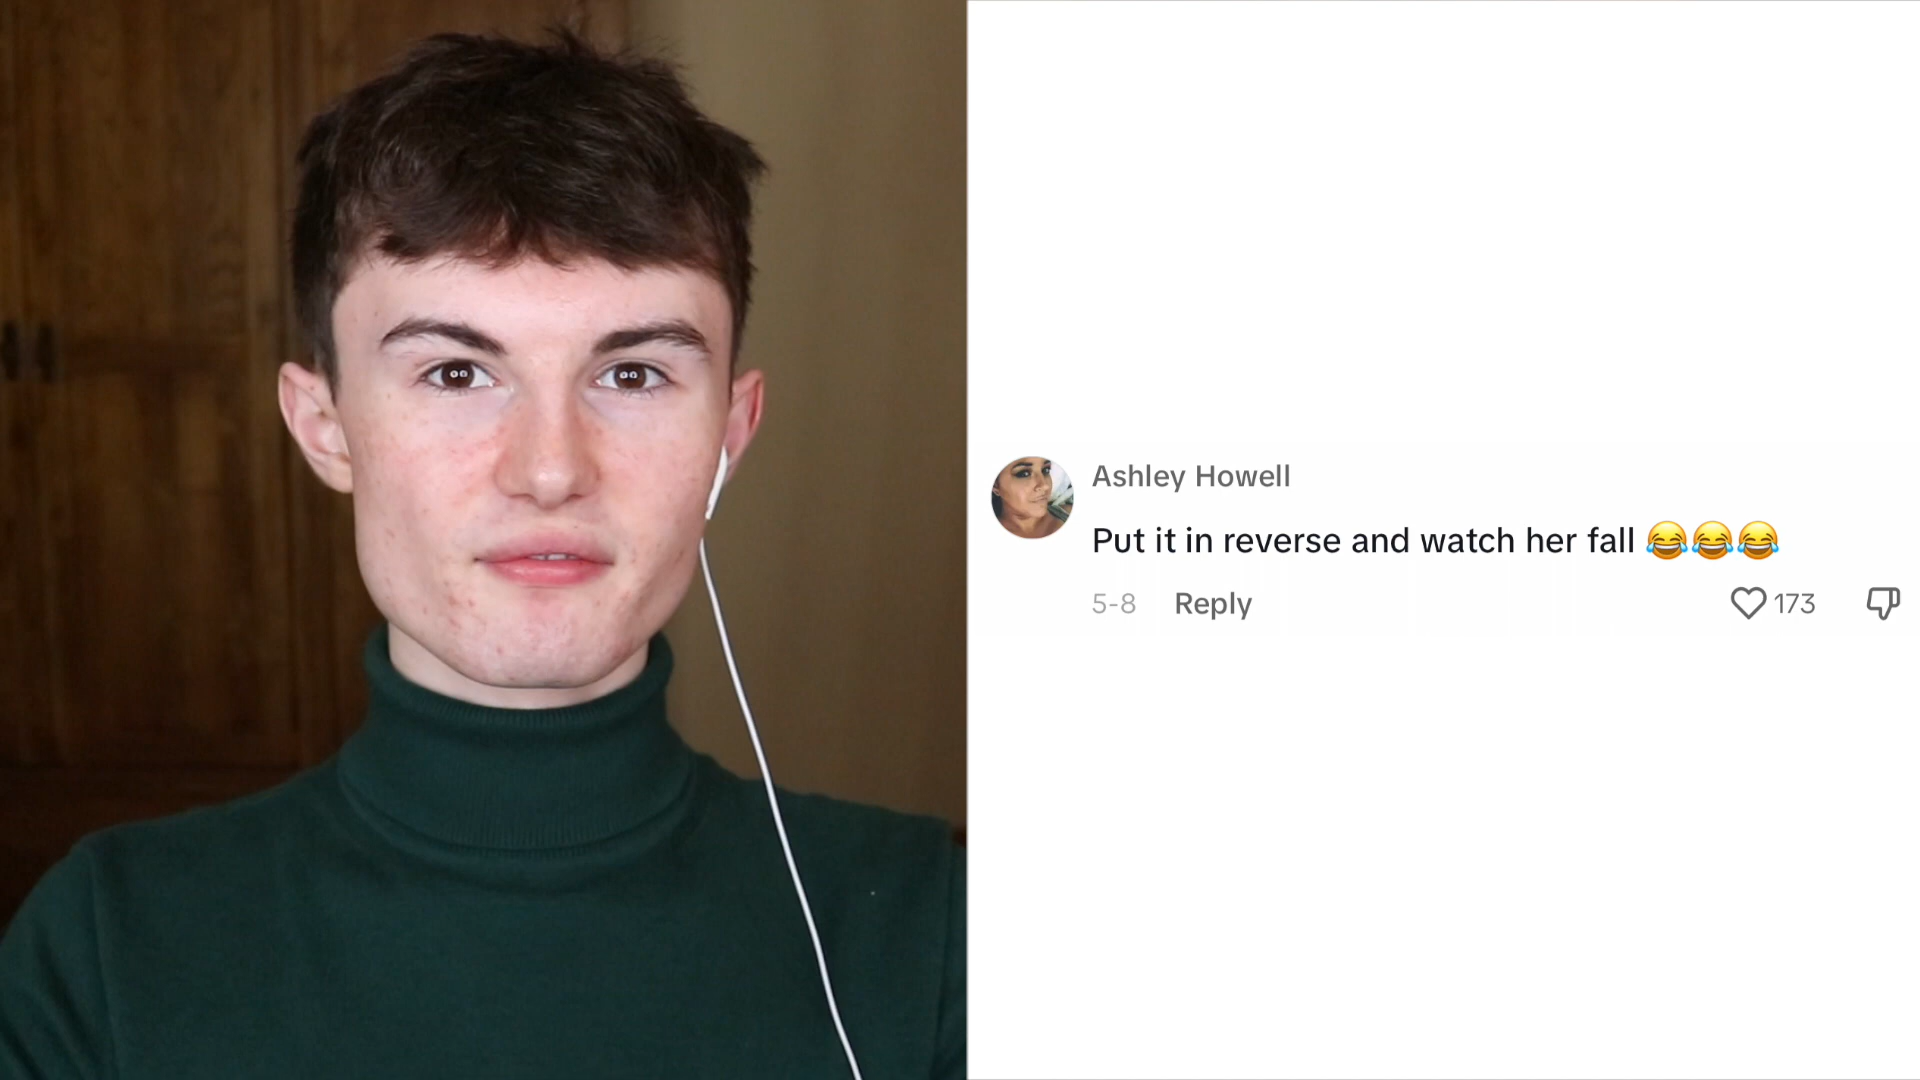 Ashley Howell
Put it in reverse and watch her fall 😂😂😂
5-8 Reply 173